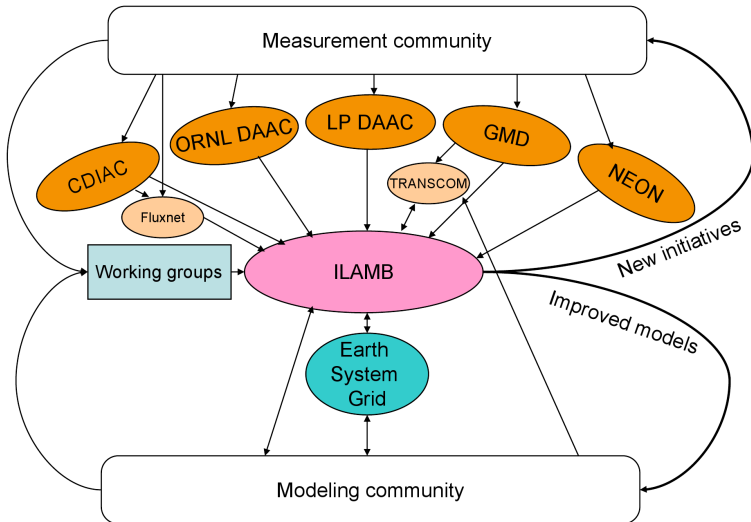 Measurement community
ORNL DAAC
LP DAAC
GMD
CDIAC
TRANSCOM
NEON
Fluxnet
Working groups
ILAMB
New initiatives
Improved models
Earth
System
Grid
Modeling community